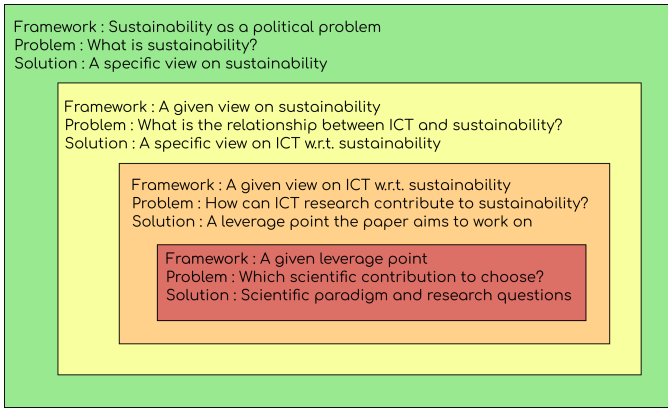 Framework : Sustainability as a political problem
Problem : What is sustainability?
Solution : A specific view on sustainability
Framework : A given view on sustainability
Problem : What is the relationship between ICT and sustainability?
Solution : A specific view on ICT w.r.t. sustainability
Framework : A given view on ICT w.r.t. sustainability
Problem : How can ICT research contribute to sustainability?
Solution : A leverage point the paper aims to work on
Framework : A given leverage point
Problem : Which scientific contribution to choose?
Solution : Scientific paradigm and research questions